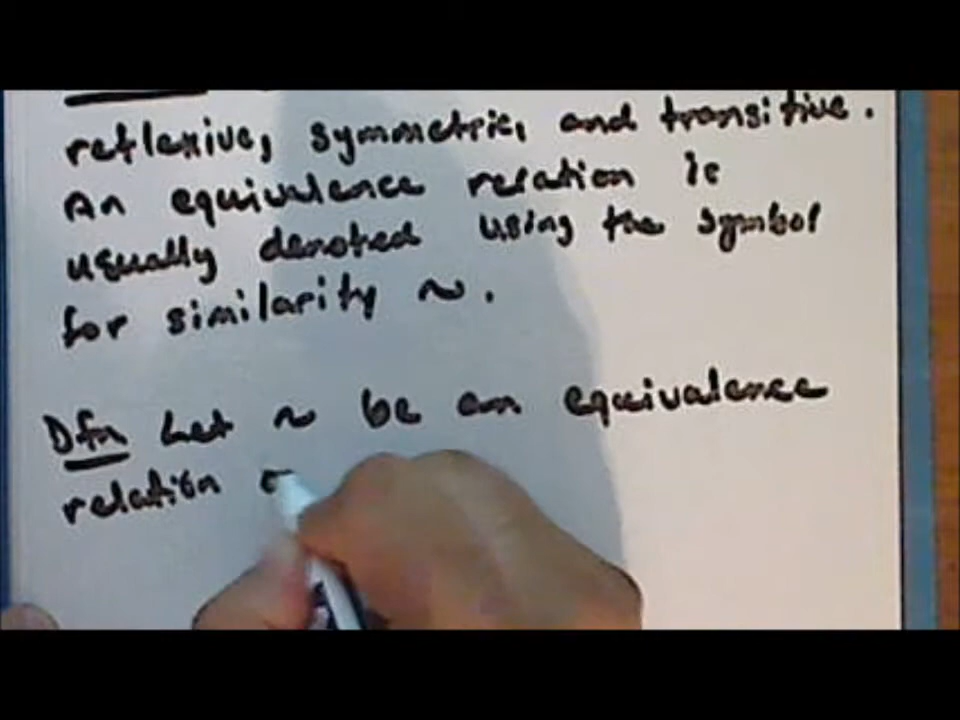 reflexive, symmetric, and transitive.
An equivalence relation is
usually denoted using the symbol
for similarity ~.
Dfn Let ~ be an equivalence
relation